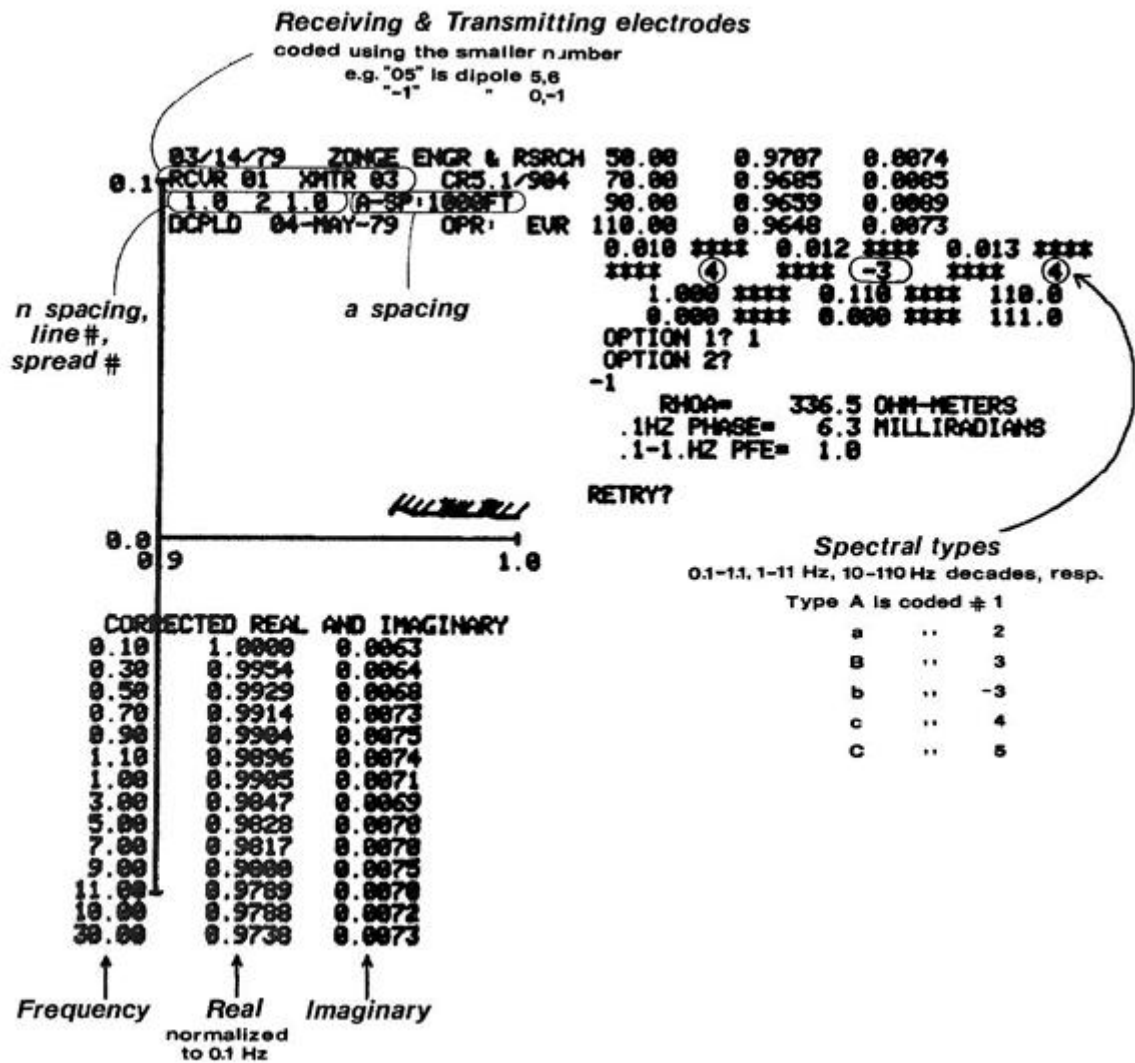 Receiving & Transmitting electrodes
coded using the smaller number
e.g. "05" is dipole 5,6
"-1" " 0,-1
03/14/79 ZONGE ENGR & RSRCH
RCVR 01 XMTR 03 CR5.1/904
1.0 2 1.0 A-SP:1000FT
DCPLD 04-MAY-79 OPR: EVR
0.1
n spacing,
line #,
spread #
a spacing
0.0
0.9 1.0
50.00 0.9707 0.0074
70.00 0.9685 0.0085
90.00 0.9659 0.0089
110.00 0.9648 0.0073
0.010 **** 0.012 **** 0.013 ****
**** 4 **** -3 **** 4
1.000 **** 0.110 **** 110.0
0.000 **** 0.000 **** 111.0
OPTION 1? 1
OPTION 2?
-1
RHOA= 336.5 OHM-METERS
.1HZ PHASE= 6.3 MILLIRADIANS
.1-1.HZ PFE= 1.0
RETRY?
Spectral types
0.1-1.1, 1-11 Hz, 10-110 Hz decades, resp.
Type A is coded # 1
a " 2
B " 3
b " -3
c " 4
C " 5
CORRECTED REAL AND IMAGINARY
0.10 1.0000 0.0063
0.30 0.9954 0.0064
0.50 0.9929 0.0068
0.70 0.9914 0.0073
0.90 0.9904 0.0075
1.10 0.9896 0.0074
1.00 0.9905 0.0071
3.00 0.9847 0.0069
5.00 0.9828 0.0070
7.00 0.9817 0.0070
9.00 0.9800 0.0075
11.00 0.9789 0.0070
10.00 0.9788 0.0072
30.00 0.9738 0.0073
Frequency Real Imaginary
normalized
to 0.1 Hz